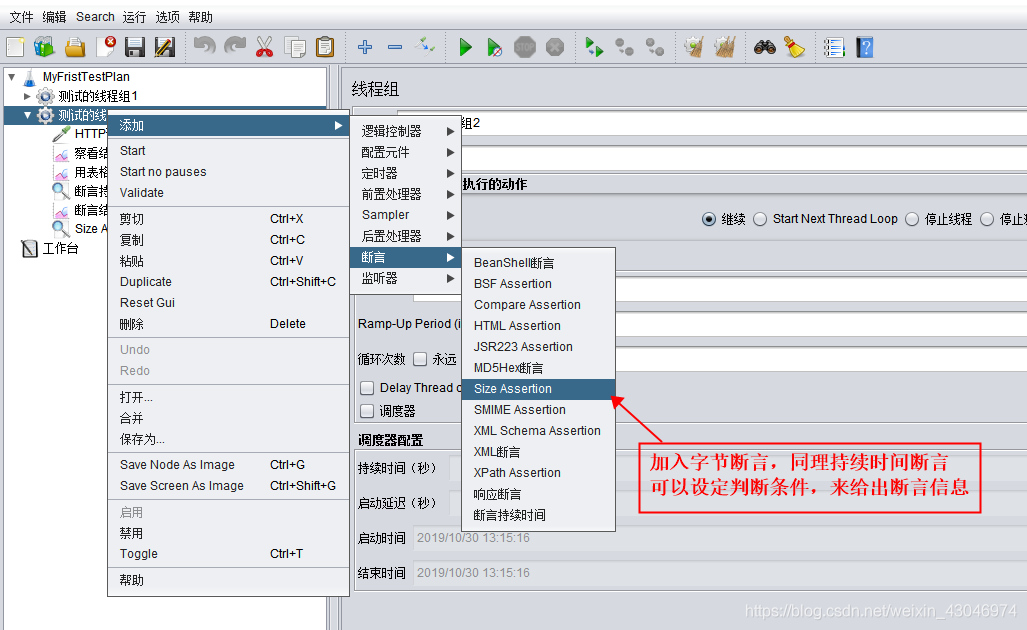 文件 编辑 Search 运行 选项 帮助
STOP
MyFristTestPlan
测试的线程组1
测试的线
HTTP
察看结
用表格
断言持
断言结
Size A
工作台
添加
Start
Start no pauses
Validate
剪切 Ctrl+X
复制 Ctrl+C
粘贴 Ctrl+V
Duplicate Ctrl+Shift+C
Reset Gui
删除 Delete
Undo
Redo
打开...
合并
保存为...
Save Node As Image Ctrl+G
Save Screen As Image Ctrl+Shift+G
启用
禁用
Toggle Ctrl+T
帮助
逻辑控制器
配置元件
定时器
前置处理器
Sampler
后置处理器
断言
监听器
BeanShell断言
BSF Assertion
Compare Assertion
HTML Assertion
JSR223 Assertion
MD5Hex断言
Size Assertion
SMIME Assertion
XML Schema Assertion
XML断言
XPath Assertion
响应断言
断言持续时间
线程组
组2
执行的动作
继续 Start Next Thread Loop 停止线程 停止
Ramp-Up Period (i
循环次数 永远
Delay Thread c
调度器
调度器配置
持续时间（秒）
启动延迟（秒）
启动时间 2019/10/30 13:15:16
结束时间 2019/10/30 13:15:16
加入字节断言，同理持续时间断言
可以设定判断条件，来给出断言信息
https://blog.csdn.net/weixin_43046974